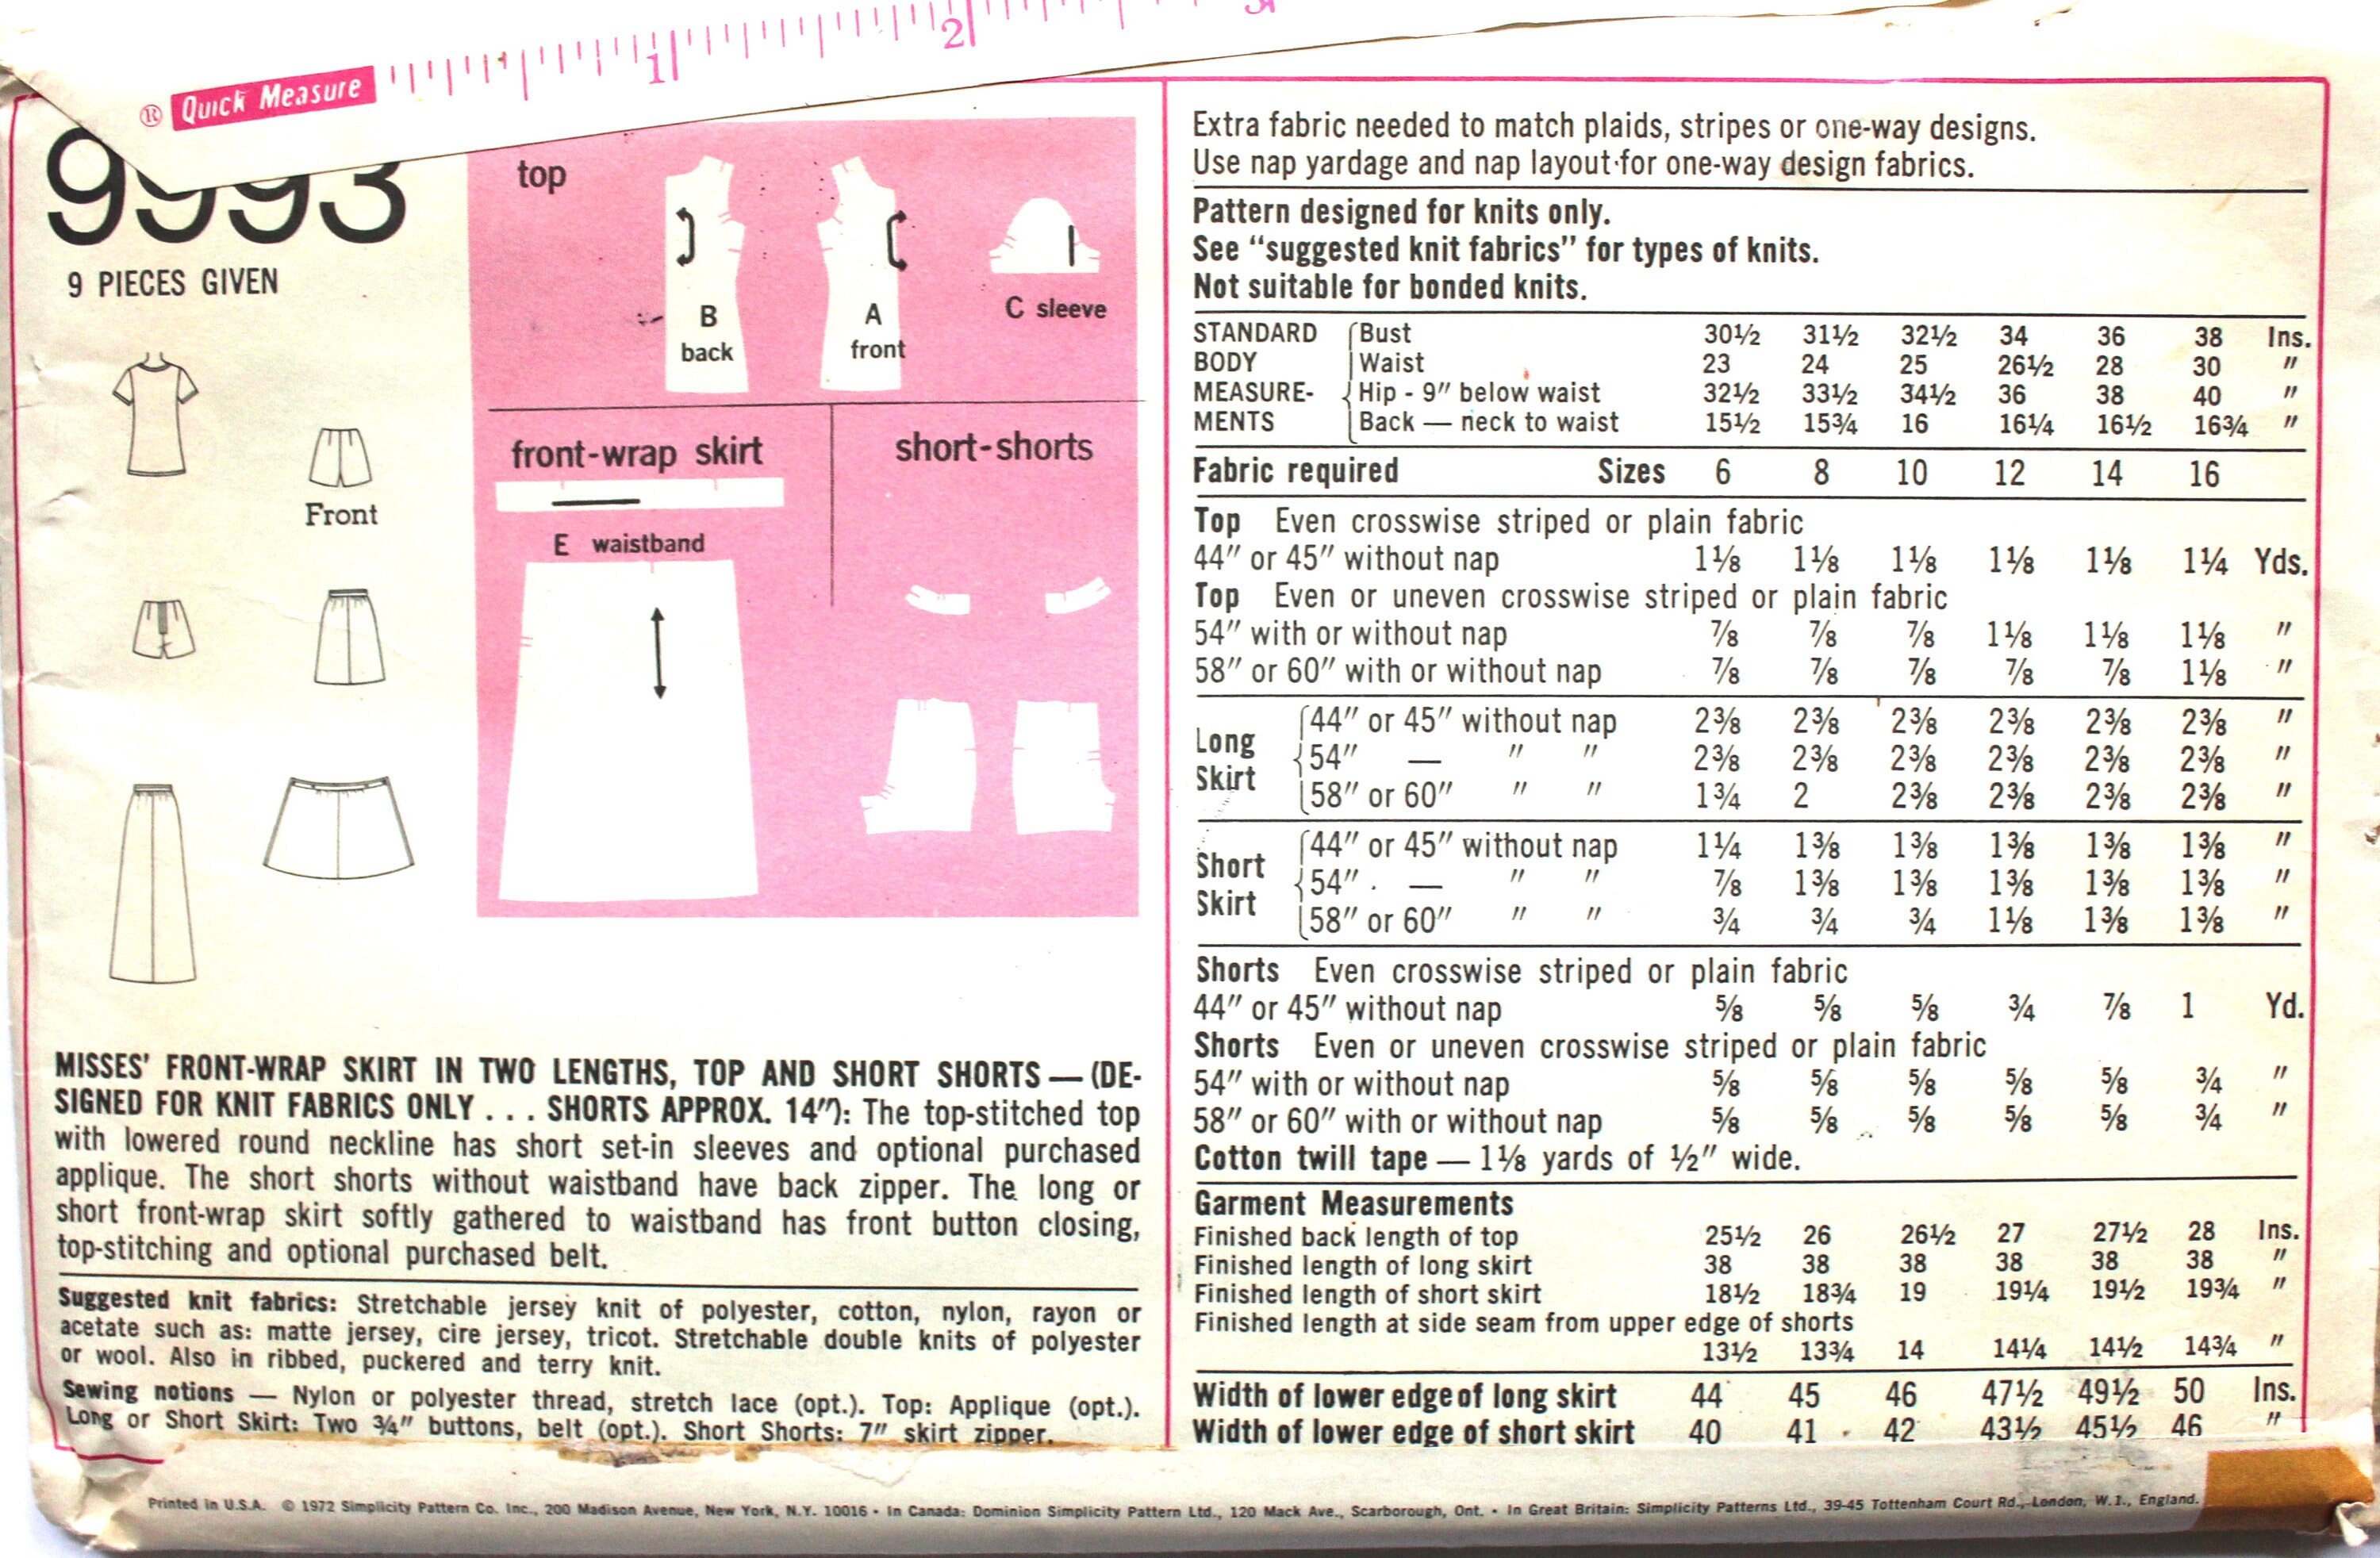 ® Quick Measure
1 2 3
9993
9 PIECES GIVEN
Front
top
B
back
A
front
C sleeve
front-wrap skirt
E waistband
short-shorts
MISSES' FRONT-WRAP SKIRT IN TWO LENGTHS, TOP AND SHORT SHORTS — (DE-
SIGNED FOR KNIT FABRICS ONLY . . . SHORTS APPROX. 14"): The top-stitched top
with lowered round neckline has short set-in sleeves and optional purchased
applique. The short shorts without waistband have back zipper. The long or
short front-wrap skirt softly gathered to waistband has front button closing,
top-stitching and optional purchased belt.
Suggested knit fabrics: Stretchable jersey knit of polyester, cotton, nylon, rayon or
acetate such as: matte jersey, cire jersey, tricot. Stretchable double knits of polyester
or wool. Also in ribbed, puckered and terry knit.
Sewing notions — Nylon or polyester thread, stretch lace (opt.). Top: Applique (opt.).
Long or Short Skirt: Two ¾" buttons, belt (opt.). Short Shorts: 7" skirt zipper.
Extra fabric needed to match plaids, stripes or one-way designs.
Use nap yardage and nap layout for one-way design fabrics.
Pattern designed for knits only.
See "suggested knit fabrics" for types of knits.
Not suitable for bonded knits.
STANDARD Bust 30½ 31½ 32½ 34 36 38 Ins.
BODY Waist 23 24 25 26½ 28 30 "
MEASURE- Hip - 9" below waist 32½ 33½ 34½ 36 38 40 "
MENTS Back — neck to waist 15½ 15¾ 16 16¼ 16½ 16¾ "
Fabric required Sizes 6 8 10 12 14 16
Top Even crosswise striped or plain fabric
44" or 45" without nap 1⅛ 1⅛ 1⅛ 1⅛ 1⅛ 1¼ Yds.
Top Even or uneven crosswise striped or plain fabric
54" with or without nap ⅞ ⅞ ⅞ 1⅛ 1⅛ 1⅛ "
58" or 60" with or without nap ⅞ ⅞ ⅞ ⅞ ⅞ 1⅛ "
Long Skirt
44" or 45" without nap 2⅜ 2⅜ 2⅜ 2⅜ 2⅜ 2⅜ "
54" — " " 2⅜ 2⅜ 2⅜ 2⅜ 2⅜ 2⅜ "
58" or 60" " " 1¾ 2 2⅜ 2⅜ 2⅜ 2⅜ "
Short Skirt
44" or 45" without nap 1¼ 1⅜ 1⅜ 1⅜ 1⅜ 1⅜ "
54" — " " ⅞ 1⅜ 1⅜ 1⅜ 1⅜ 1⅜ "
58" or 60" " " ¾ ¾ ¾ 1⅛ 1⅜ 1⅜ "
Shorts Even crosswise striped or plain fabric
44" or 45" without nap ⅝ ⅝ ⅝ ¾ ⅞ 1 Yd.
Shorts Even or uneven crosswise striped or plain fabric
54" with or without nap ⅝ ⅝ ⅝ ⅝ ⅝ ¾ "
58" or 60" with or without nap ⅝ ⅝ ⅝ ⅝ ⅝ ¾ "
Cotton twill tape — 1⅛ yards of ½" wide.
Garment Measurements
Finished back length of top 25½ 26 26½ 27 27½ 28 Ins.
Finished length of long skirt 38 38 38 38 38 38 "
Finished length of short skirt 18½ 18¾ 19 19¼ 19½ 19¾ "
Finished length at side seam from upper edge of shorts
13½ 13¾ 14 14¼ 14½ 14¾ "
Width of lower edge of long skirt 44 45 46 47½ 49½ 50 Ins.
Width of lower edge of short skirt 40 41 42 43½ 45½ 46 "
Printed in U.S.A. © 1972 Simplicity Pattern Co. Inc., 200 Madison Avenue, New York, N.Y. 10016 • In Canada: Dominion Simplicity Pattern Ltd., 120 Mack Ave., Scarborough, Ont. • In Great Britain: Simplicity Patterns Ltd., 39-45 Tottenham Court Rd., London, W.1., England.